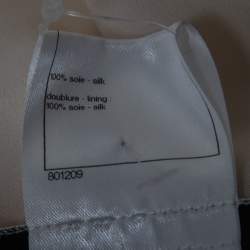 100% soie - silk
doublure - lining
100% soie - silk
801209